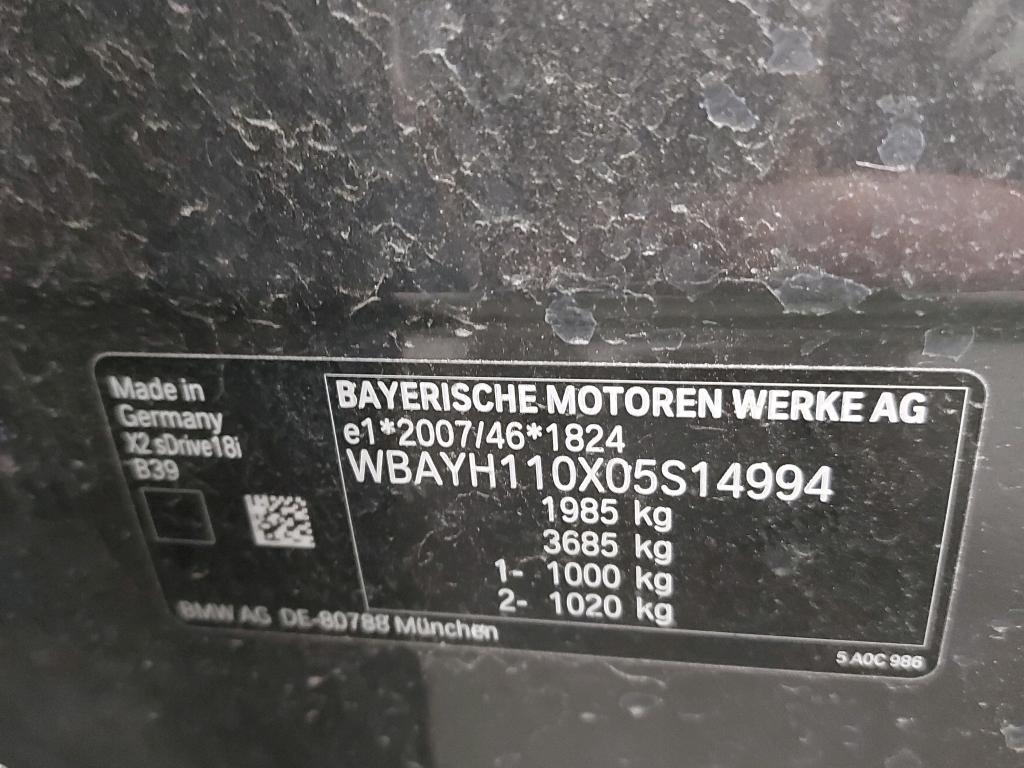 Made in
Germany
X2 sDrive18i
B39
BAYERISCHE MOTOREN WERKE AG
e1*2007/46*1824
WBAYH110X05S14994
1985 kg
3685 kg
1- 1000 kg
2- 1020 kg
BMW AG DE-80788 München
5 A0C 986